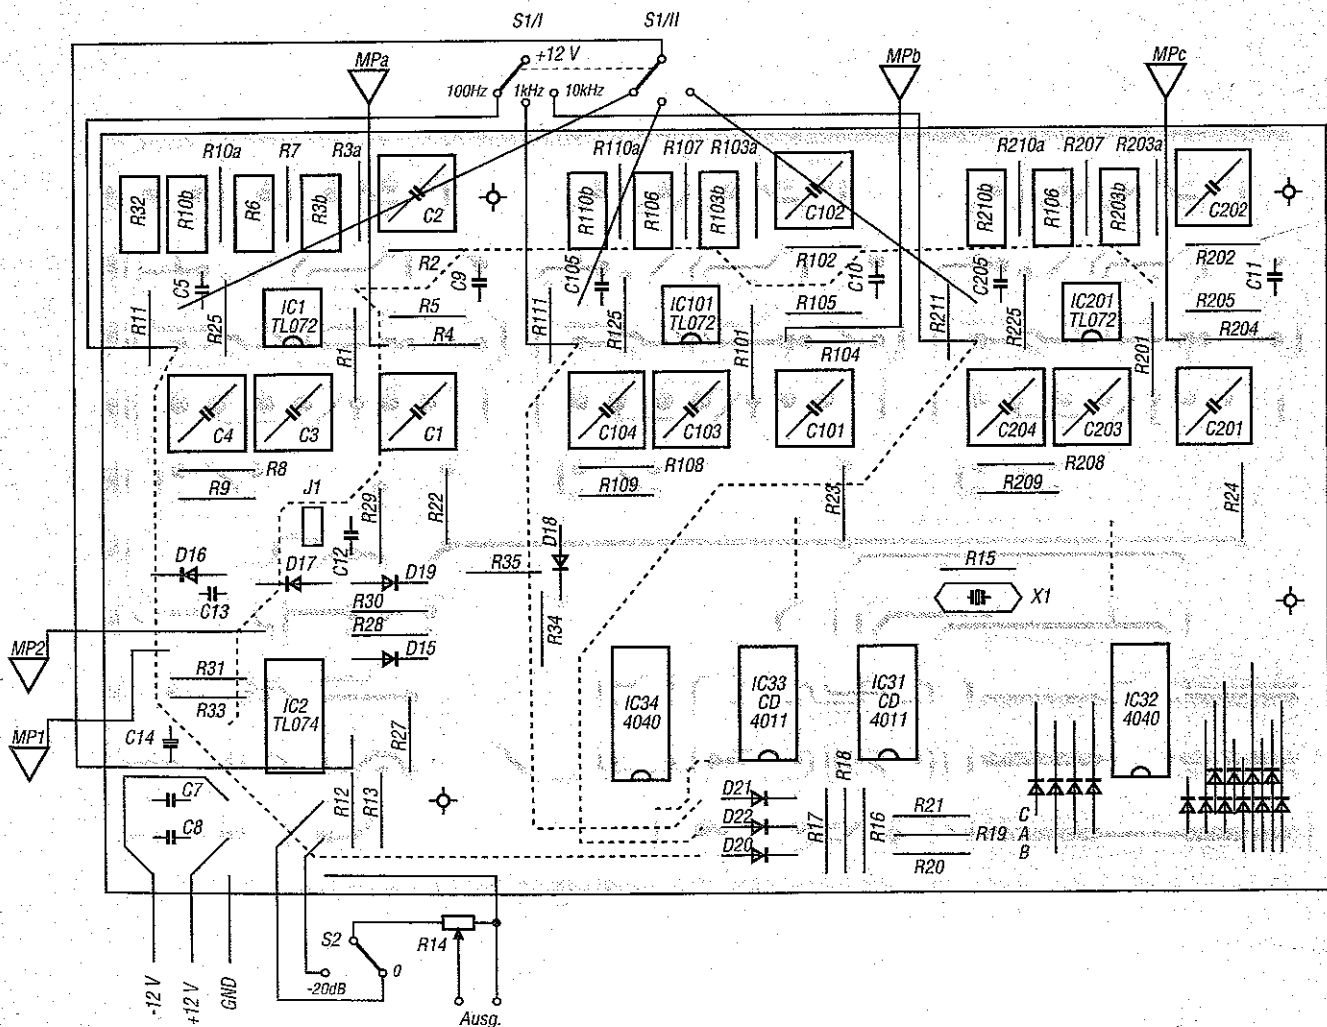 S1/I
S1/II
+12 V
MPa
MPb
MPc
100Hz
1kHz
10kHz
R10a
R7
R3a
R110a
R107
R103a
R210a
R207
R203a
R32
R10b
R6
R3b
C2
R110b
R106
R103b
C102
R210b
R106
R203b
C202
R2
R102
R202
C5
C9
C105
C10
C205
C11
R11
R25
IC1
TL072
R5
R4
R1
R111
R125
IC101
TL072
R101
R105
R104
R211
R225
IC201
TL072
R201
R205
R204
C4
C3
C1
C104
C103
C101
C204
C203
C201
R8
R9
R108
R109
R208
R209
J1
R29
R22
R23
R24
C12
D18
D16
D17
D19
R35
R15
C13
R30
X1
R28
R34
MP2
D15
R31
R33
IC2
TL074
IC34
4040
IC33
CD
4011
IC31
CD
4011
IC32
4040
MP1
C14
R27
R18
C7
C8
R12
R13
D21
D22
D20
R17
R16
R21
R19
R20
C
A
B
S2
R14
-20dB
0
-12 V
+12 V
GND
Ausg.